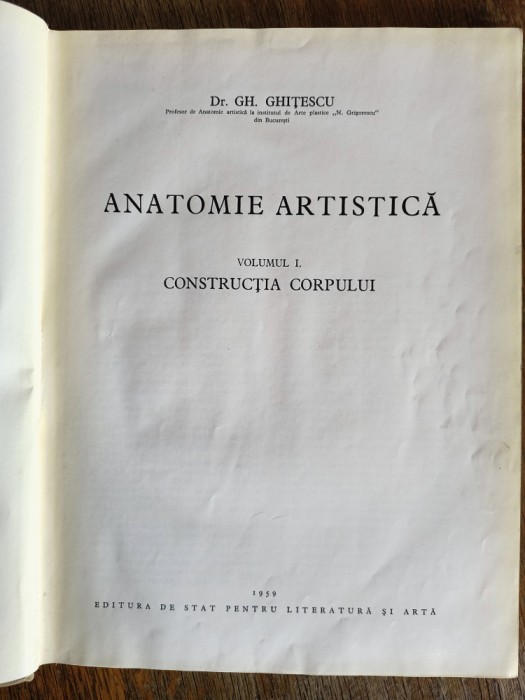 Dr. GH. GHIȚESCU
Profesor de Anatomie artistică la institutul de Arte plastice „N. Grigorescu"
din București
ANATOMIE ARTISTICĂ
VOLUMUL I.
CONSTRUCȚIA CORPULUI
1959
EDITURA DE STAT PENTRU LITERATURĂ ȘI ARTĂ